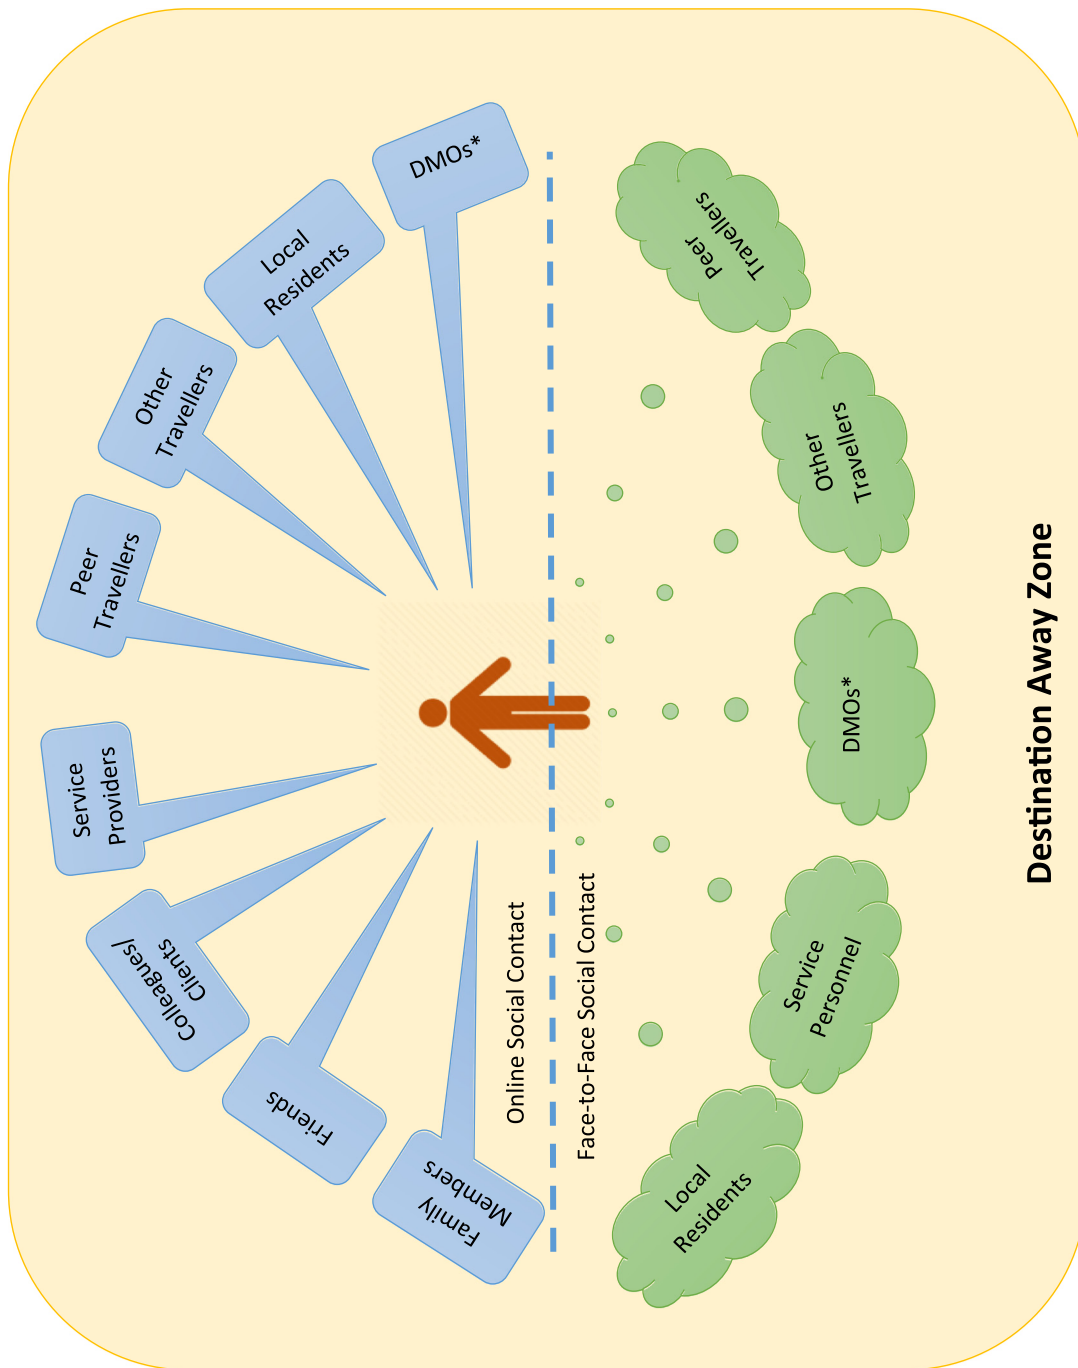 DMOs*
Local
Residents
Other
Travellers
Peer
Travellers
Service
Providers
Colleagues/
Clients
Friends
Family
Members
Online Social Contact
Face-to-Face Social Contact
Peer
Travellers
Other
Travellers
DMOs*
Service
Personnel
Local
Residents
Destination Away Zone